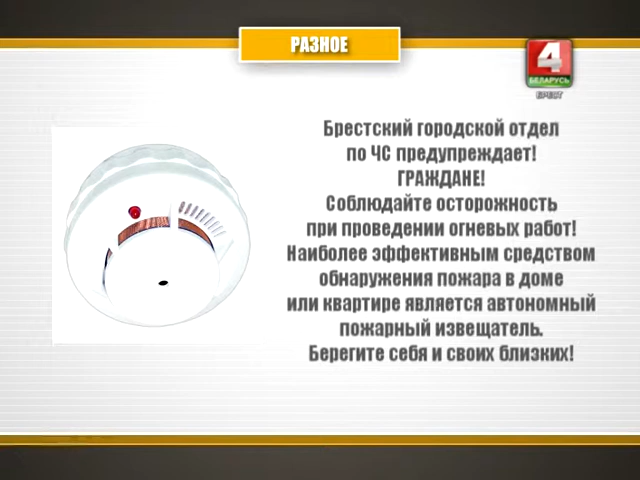 РАЗНОЕ
4
БЕЛАРУСЬ
БРЕСТ
Брестский городской отдел
по ЧС предупреждает!
ГРАЖДАНЕ!
Соблюдайте осторожность
при проведении огневых работ!
Наиболее эффективным средством
обнаружения пожара в доме
или квартире является автономный
пожарный извещатель.
Берегите себя и своих близких!